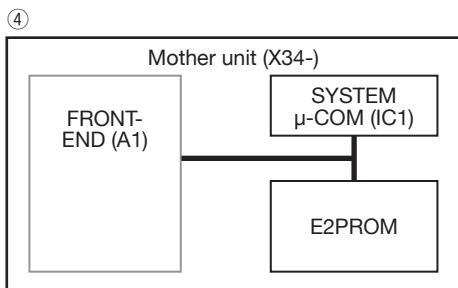 ④
Mother unit (X34-)
FRONT-
END (A1)
SYSTEM
µ-COM (IC1)
E2PROM